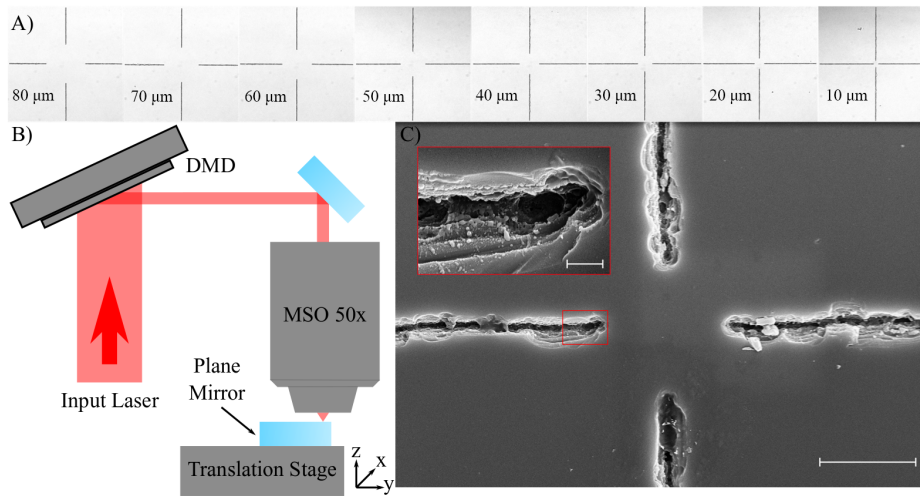 A)
80 μm
70 μm
60 μm
50 μm
40 μm
30 μm
20 μm
10 μm
B)
DMD
MSO 50x
Input Laser
Plane
Mirror
Translation Stage
z
x
y
C)